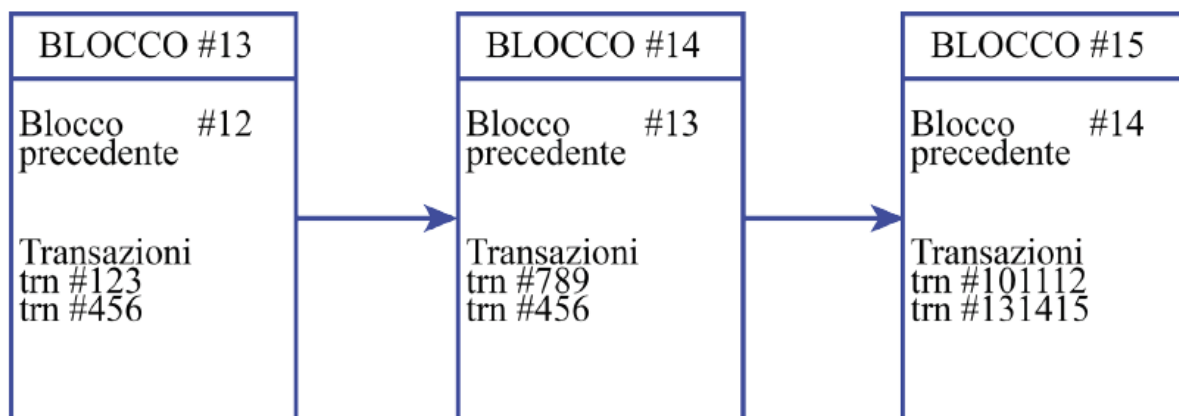 BLOCCO #13
Blocco #12
precedente
Transazioni
trn #123
trn #456
BLOCCO #14
Blocco #13
precedente
Transazioni
trn #789
trn #456
BLOCCO #15
Blocco #14
precedente
Transazioni
trn #101112
trn #131415